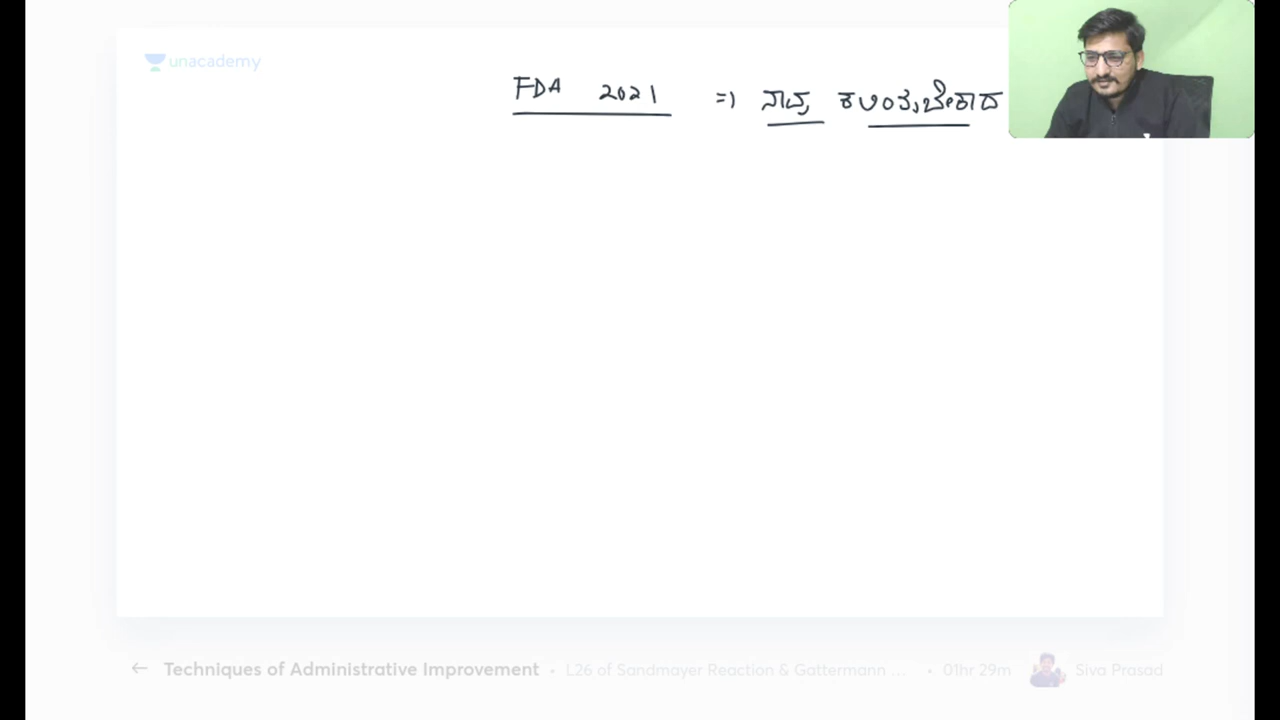 unacademy
FDA 2021 => ನಾವು ಕಲಿಯಬೇಕಾದ
Techniques of Administrative Improvement • L26 of Sandmayer Reaction & Gattermann ... • 01hr 29m Siva Prasad